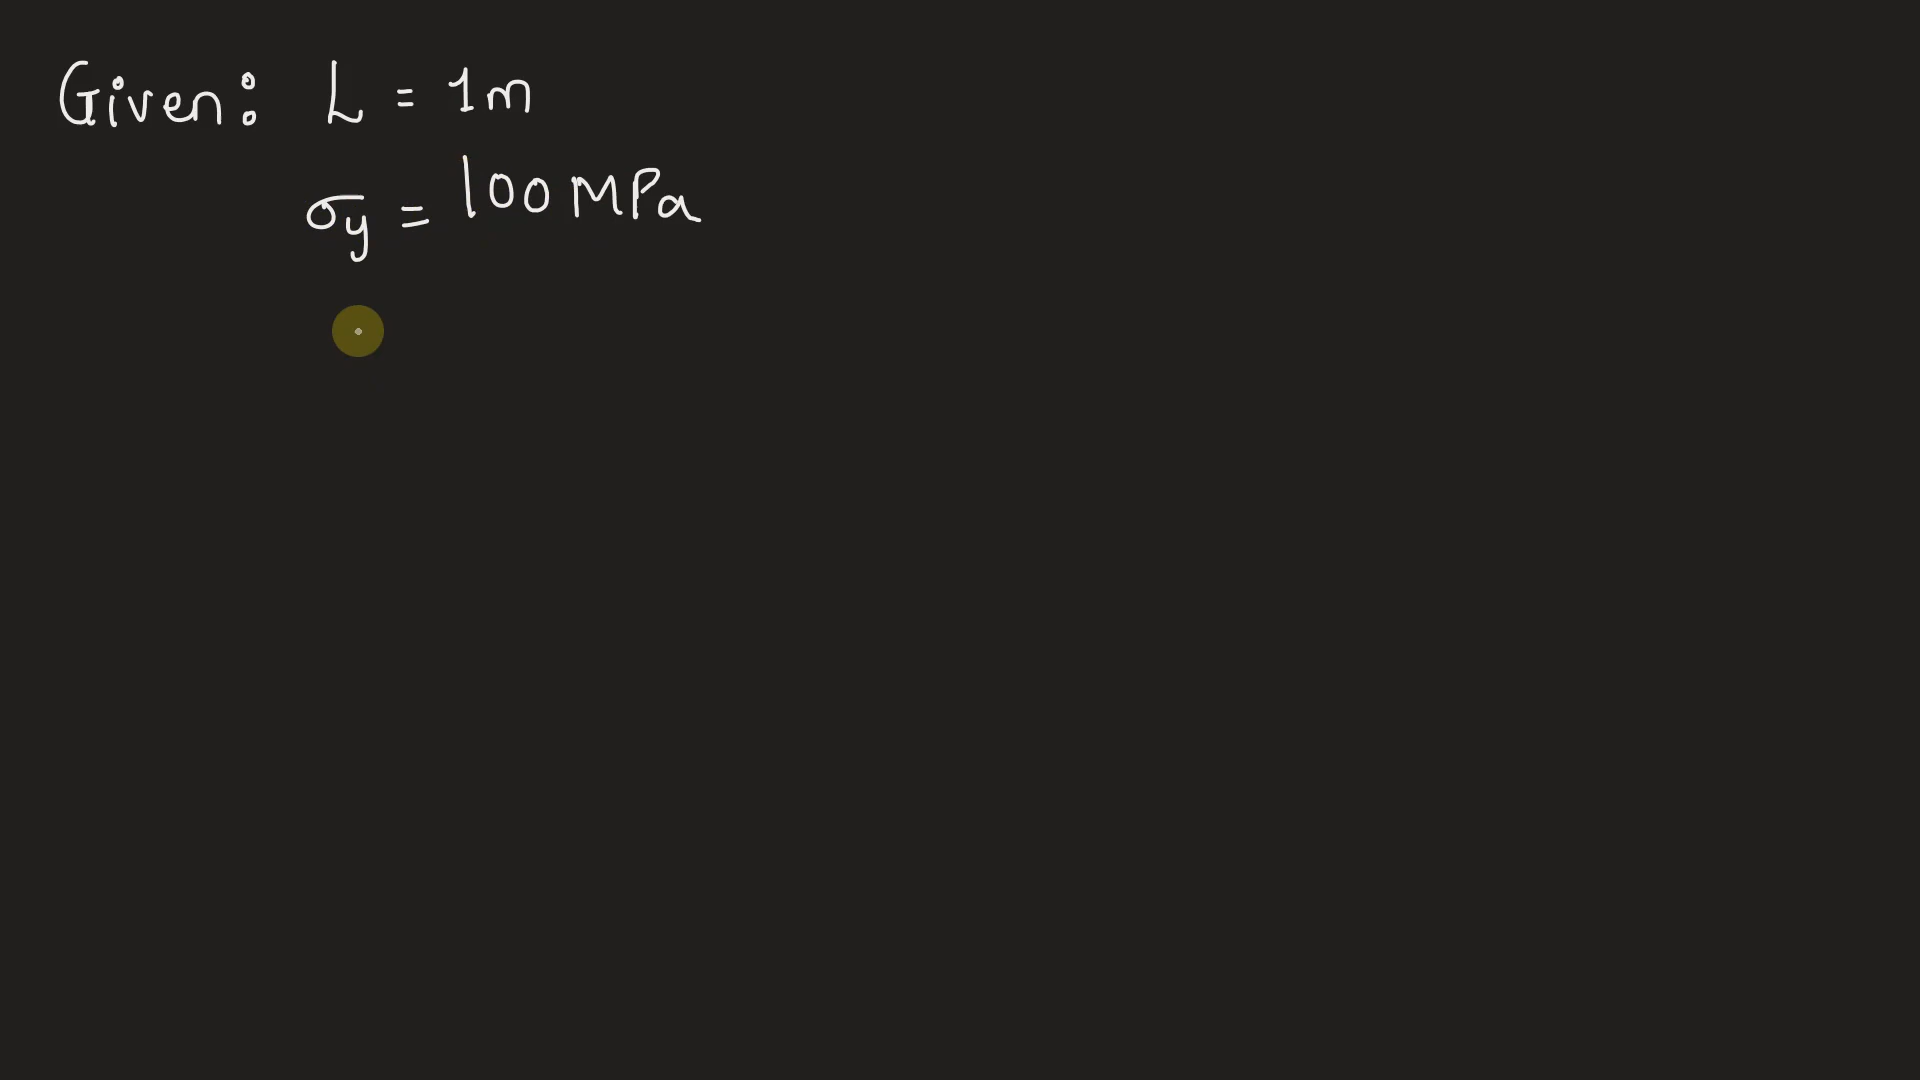 Given: L = 1m
σy = 100 MPa